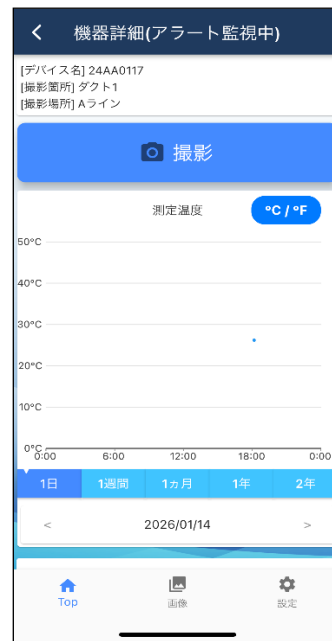 機器詳細(アラート監視中)
[デバイス名] 24AA0117
[撮影箇所] ダクト1
[撮影場所] Aライン
撮影
測定温度
°C / °F
50°C
40°C
30°C
20°C
10°C
0°C
0:00 6:00 12:00 18:00 0:00
1日 1週間 1ヵ月 1年 2年
< 2026/01/14 >
Top 画像 設定